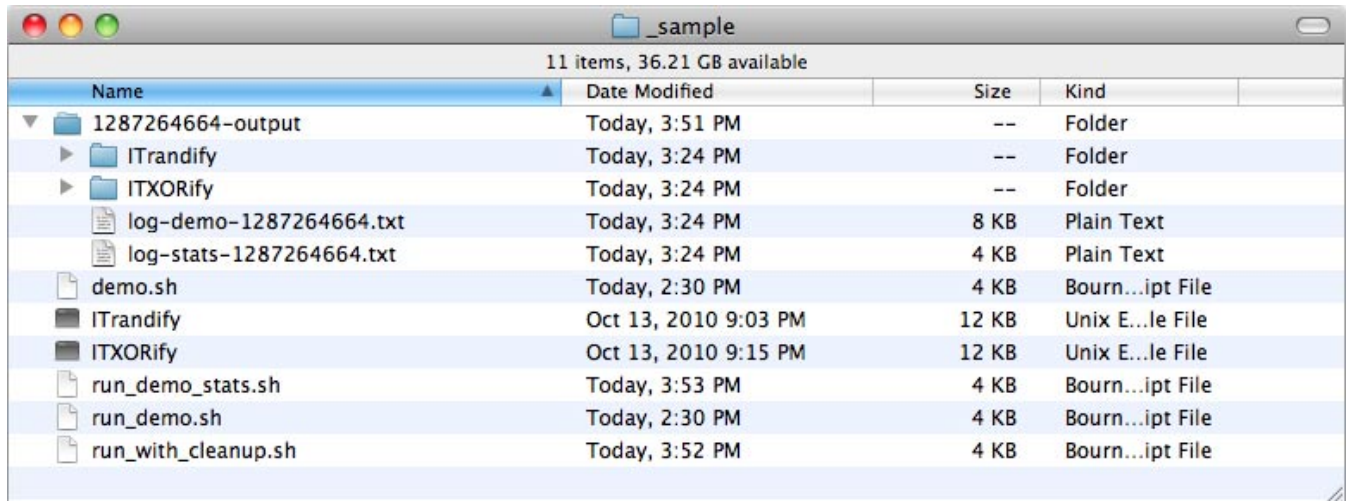 _sample
11 items, 36.21 GB available
Name Date Modified Size Kind
1287264664-output Today, 3:51 PM -- Folder
ITrandify Today, 3:24 PM -- Folder
ITXORify Today, 3:24 PM -- Folder
log-demo-1287264664.txt Today, 3:24 PM 8 KB Plain Text
log-stats-1287264664.txt Today, 3:24 PM 4 KB Plain Text
demo.sh Today, 2:30 PM 4 KB Bourn...ipt File
ITrandify Oct 13, 2010 9:03 PM 12 KB Unix E...le File
ITXORify Oct 13, 2010 9:15 PM 12 KB Unix E...le File
run_demo_stats.sh Today, 3:53 PM 4 KB Bourn...ipt File
run_demo.sh Today, 2:30 PM 4 KB Bourn...ipt File
run_with_cleanup.sh Today, 3:52 PM 4 KB Bourn...ipt File